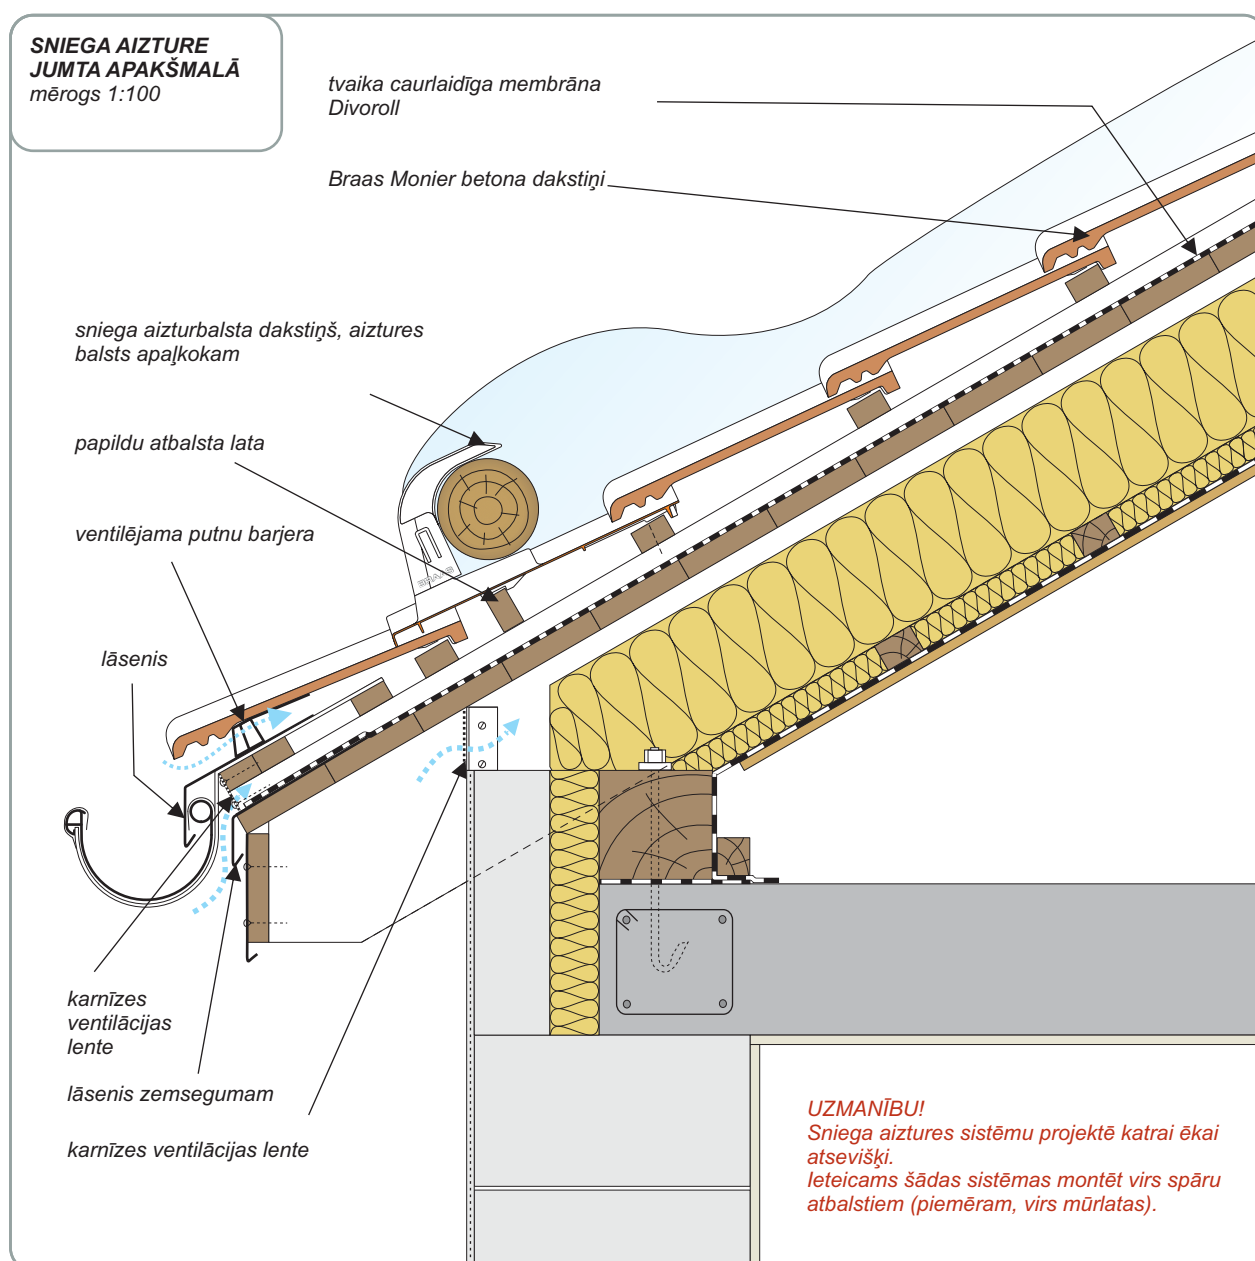 SNIEGA AIZTURE
JUMTA APAKŠMALĀ
mērogs 1:100
tvaika caurlaidīga membrāna
Divoroll
Braas Monier betona dakstiņi
sniega aizturbalsta dakstiņš, aiztures
balsts apaļkokam
papildu atbalsta lata
ventilējama putnu barjera
lāsenis
BRAAS
karnīzes
ventilācijas
lente
lāsenis zemsegumam
karnīzes ventilācijas lente
UZMANĪBU!
Sniega aiztures sistēmu projektē katrai ēkai
atsevišķi.
Ieteicams šādas sistēmas montēt virs spāru
atbalstiem (piemēram, virs mūrlatas).